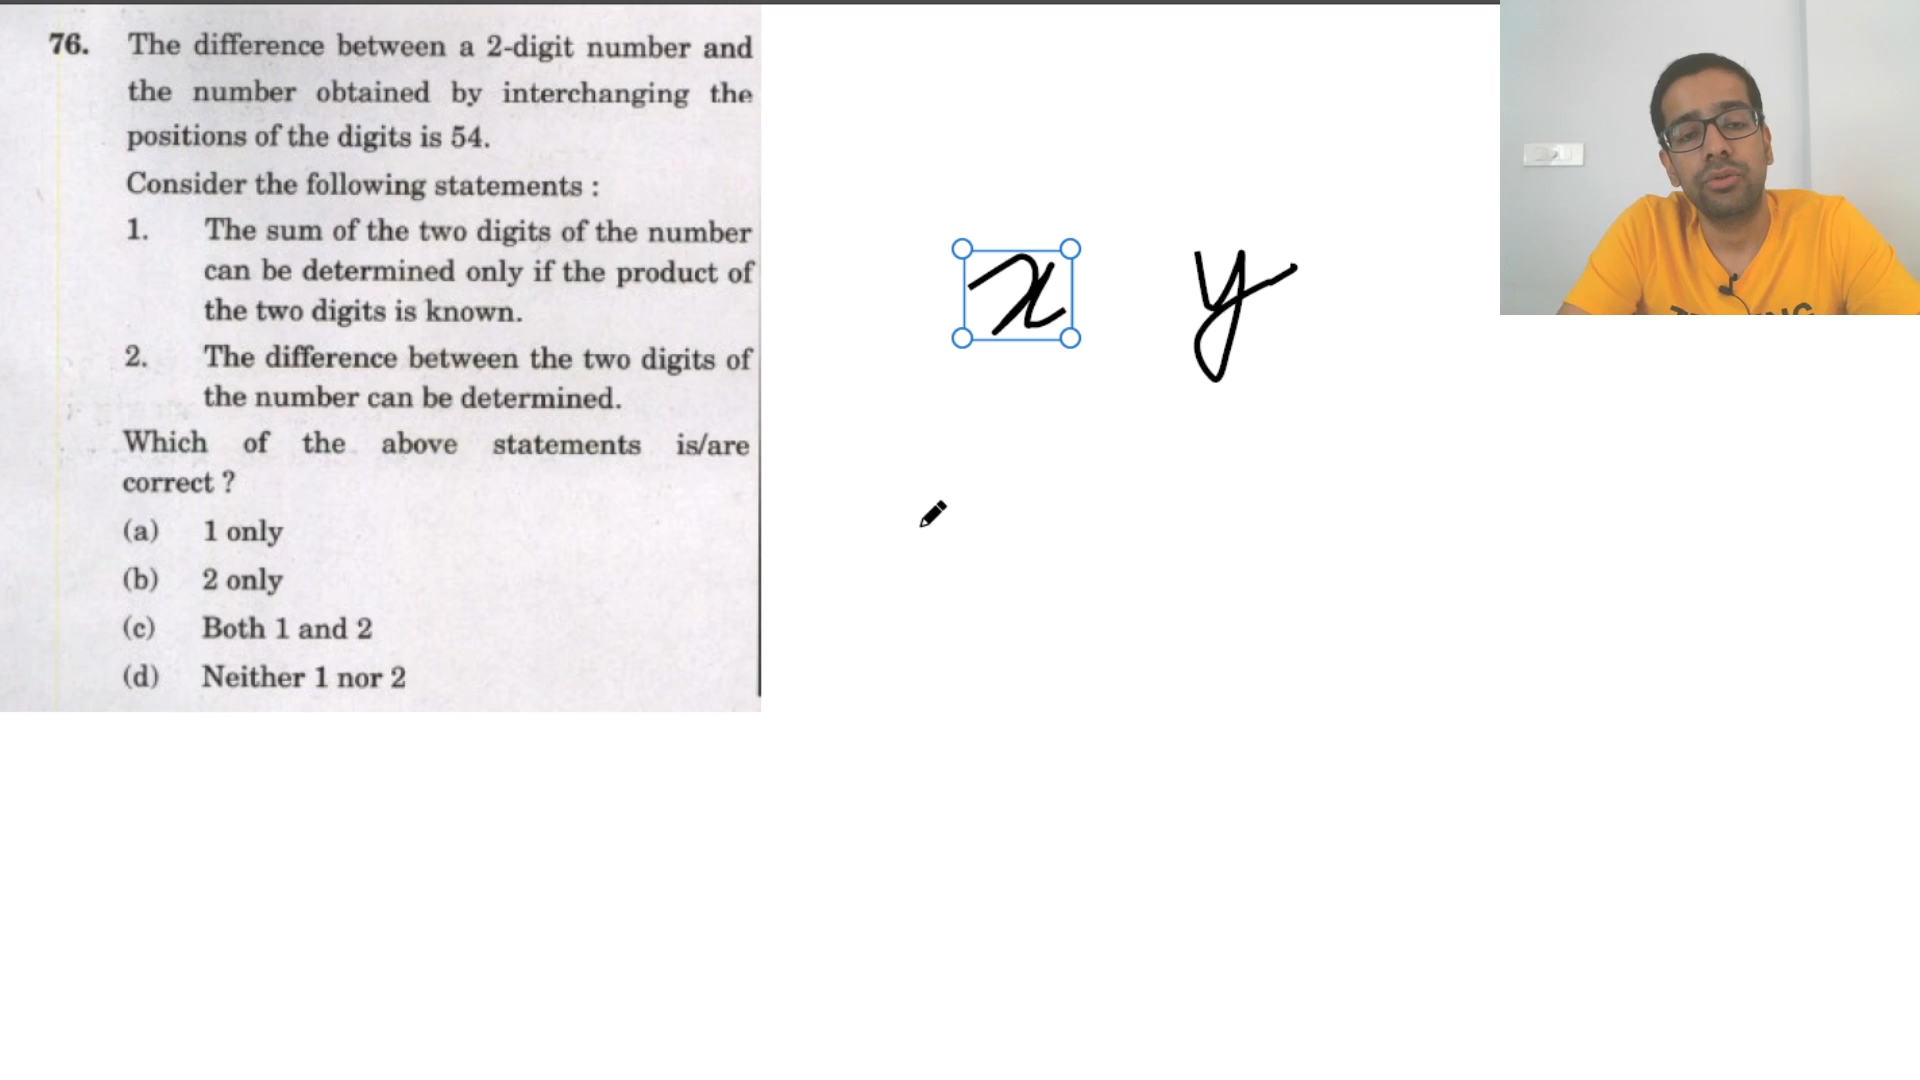 76. The difference between a 2-digit number and
the number obtained by interchanging the
positions of the digits is 54.
Consider the following statements :
1. The sum of the two digits of the number
can be determined only if the product of
the two digits is known.
2. The difference between the two digits of
the number can be determined.
Which of the above statements is/are
correct ?
(a) 1 only
(b) 2 only
(c) Both 1 and 2
(d) Neither 1 nor 2
x y